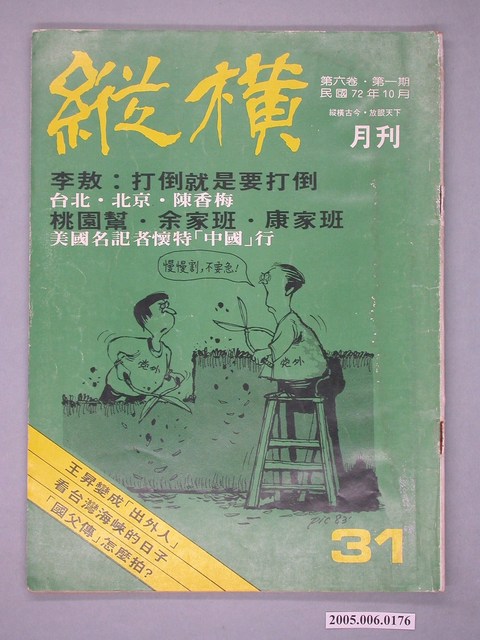 縱橫
第六卷・第一期
民國72年10月
縱橫古今・放眼天下
月刊
李敖：打倒就是要打倒
台北・北京・陳香梅
桃園幫・余家班・康家班
美國名記者懷特「中國」行
慢慢割，不要急！
党外
党外
王昇變成「出外人」
看台灣海峽的日子
「國父傳」怎麼拍？
31
2005.006.0176